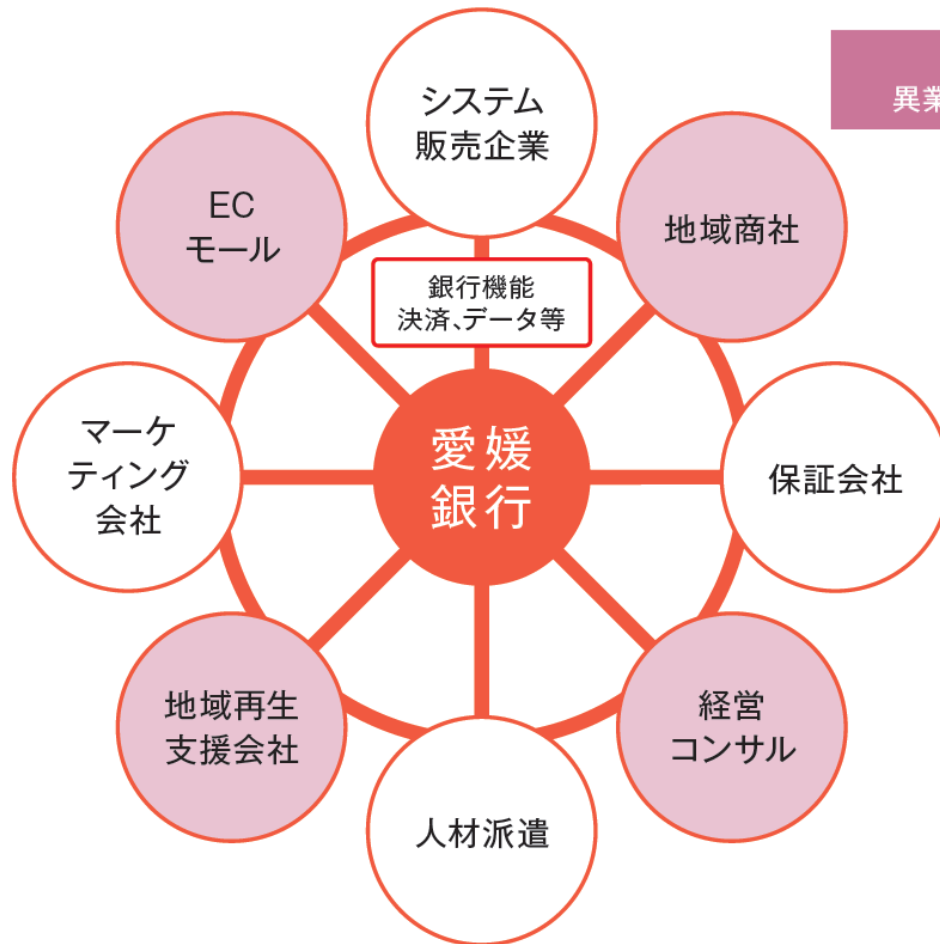 システム
販売企業
異業
EC
モール
地域商社
銀行機能
決済、データ等
マーケ
ティング
会社
愛媛
銀行
保証会社
地域再生
支援会社
経営
コンサル
人材派遣